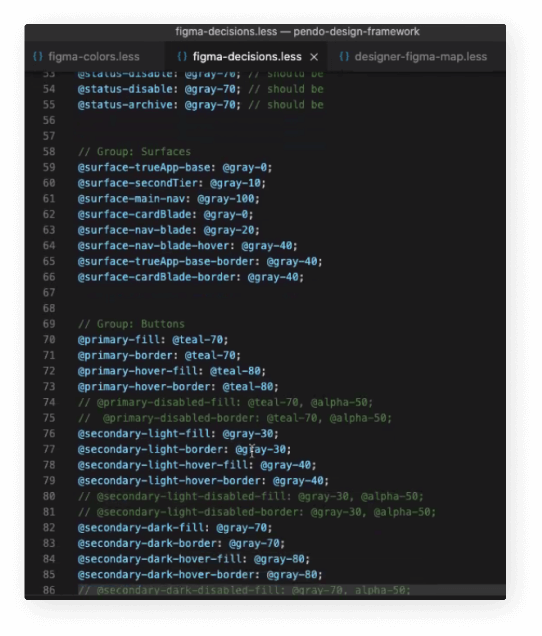 figma-decisions.less — pendo-design-framework
{} figma-colors.less {} figma-decisions.less × {} designer-figma-map.less
53 @status-disable: @gray-70; // should be
54 @status-disable: @gray-70; // should be
55 @status-archive: @gray-70; // should be
56
57
58 // Group: Surfaces
59 @surface-trueApp-base: @gray-0;
60 @surface-secondTier: @gray-10;
61 @surface-main-nav: @gray-100;
62 @surface-cardBlade: @gray-0;
63 @surface-nav-blade: @gray-20;
64 @surface-nav-blade-hover: @gray-40;
65 @surface-trueApp-base-border: @gray-40;
66 @surface-cardBlade-border: @gray-40;
67
68
69 // Group: Buttons
70 @primary-fill: @teal-70;
71 @primary-border: @teal-70;
72 @primary-hover-fill: @teal-80;
73 @primary-hover-border: @teal-80;
74 // @primary-disabled-fill: @teal-70, @alpha-50;
75 //  @primary-disabled-border: @teal-70, @alpha-50;
76 @secondary-light-fill: @gray-30;
77 @secondary-light-border: @gray-30;
78 @secondary-light-hover-fill: @gray-40;
79 @secondary-light-hover-border: @gray-40;
80 // @secondary-light-disabled-fill: @gray-30, @alpha-50;
81 // @secondary-light-disabled-border: @gray-30, @alpha-50;
82 @secondary-dark-fill: @gray-70;
83 @secondary-dark-border: @gray-70;
84 @secondary-dark-hover-fill: @gray-80;
85 @secondary-dark-hover-border: @gray-80;
86 // @secondary-dark-disabled-fill: @gray-70, alpha-50;